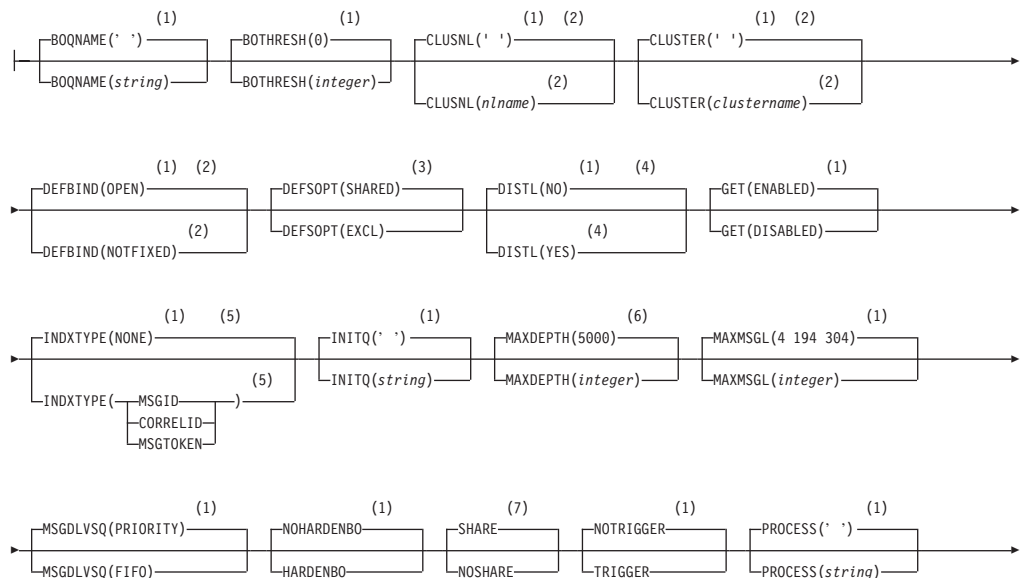 (1) (1) (1) (2) (1) (2)
BOQNAME(’ ’) BOTHRESH(0) CLUSNL(' ') CLUSTER(' ')
(2) (2)
BOQNAME(string) BOTHRESH(integer) CLUSNL(nlname) CLUSTER(clustername)
(1) (2) (3) (1) (4) (1)
DEFBIND(OPEN) DEFSOPT(SHARED) DISTL(NO) GET(ENABLED)
(2) DEFSOPT(EXCL) (4) GET(DISABLED)
DEFBIND(NOTFIXED) DISTL(YES)
(1) (5) (1) (6) (1)
INDXTYPE(NONE) INITQ(’ ’) MAXDEPTH(5000) MAXMSGL(4 194 304)
(5) INITQ(string) MAXDEPTH(integer) MAXMSGL(integer)
INDXTYPE( MSGID )
CORRELID
MSGTOKEN
(1) (1) (7) (1) (1)
MSGDLVSQ(PRIORITY) NOHARDENBO SHARE NOTRIGGER PROCESS(’ ’)
MSGDLVSQ(FIFO) HARDENBO NOSHARE TRIGGER PROCESS(string)